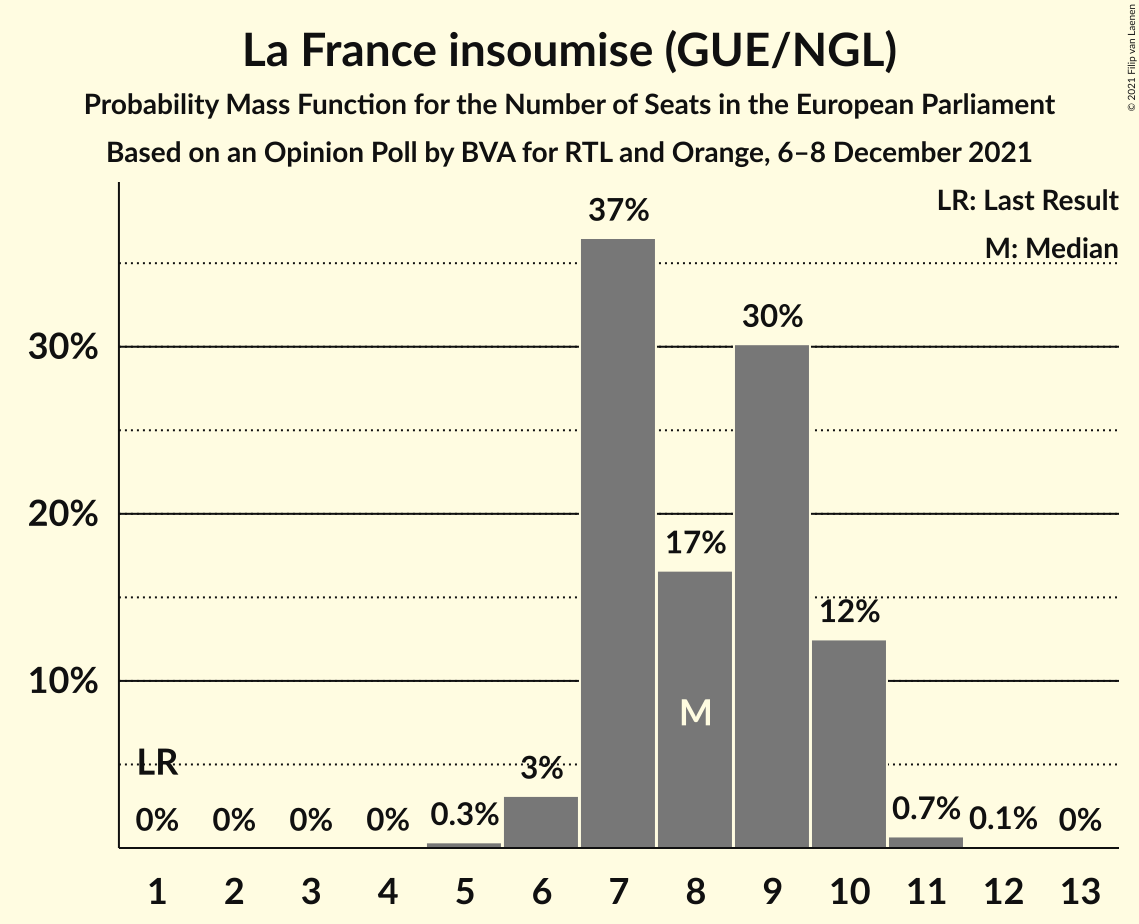 La France insoumise (GUE/NGL)
Probability Mass Function for the Number of Seats in the European Parliament
Based on an Opinion Poll by BVA for RTL and Orange, 6–8 December 2021
© 2021 Filip van Laenen
LR: Last Result
M: Median
37%
30%
30%
20%
17%
12%
10%
M
LR
3%
0% 0% 0% 0% 0.3% 0.7% 0.1% 0%
1 2 3 4 5 6 7 8 9 10 11 12 13